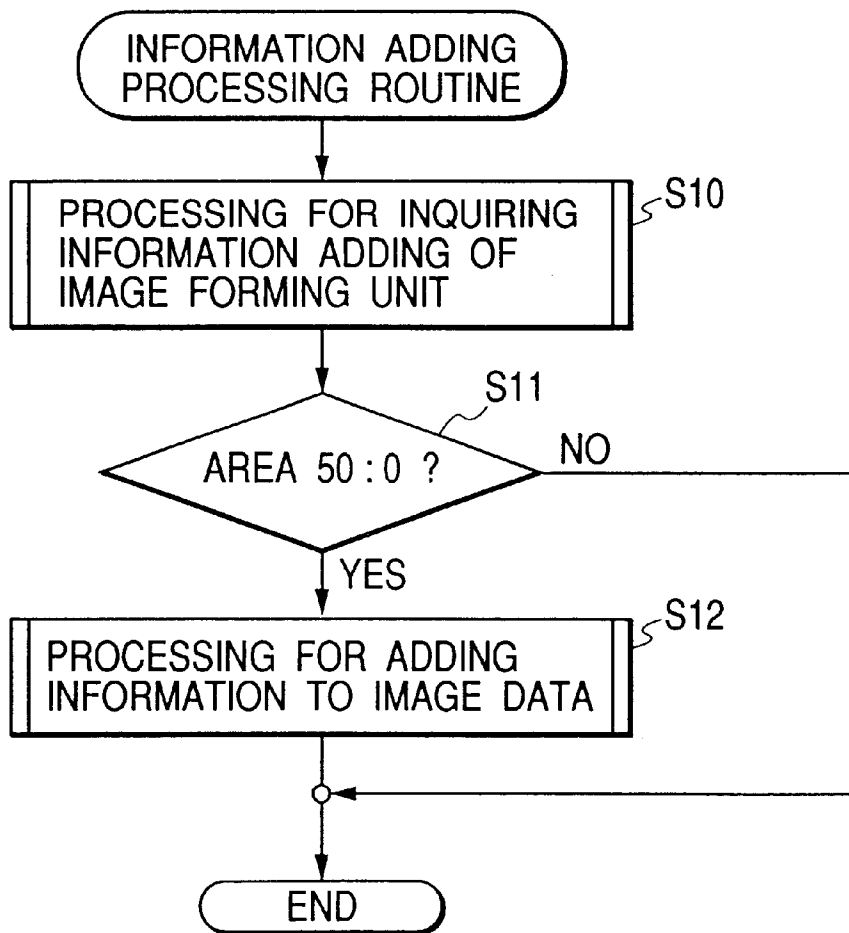 INFORMATION ADDING
PROCESSING ROUTINE
PROCESSING FOR INQUIRING
INFORMATION ADDING OF
IMAGE FORMING UNIT
S10
S11
AREA 50 : 0 ?
NO
YES
S12
PROCESSING FOR ADDING
INFORMATION TO IMAGE DATA
END